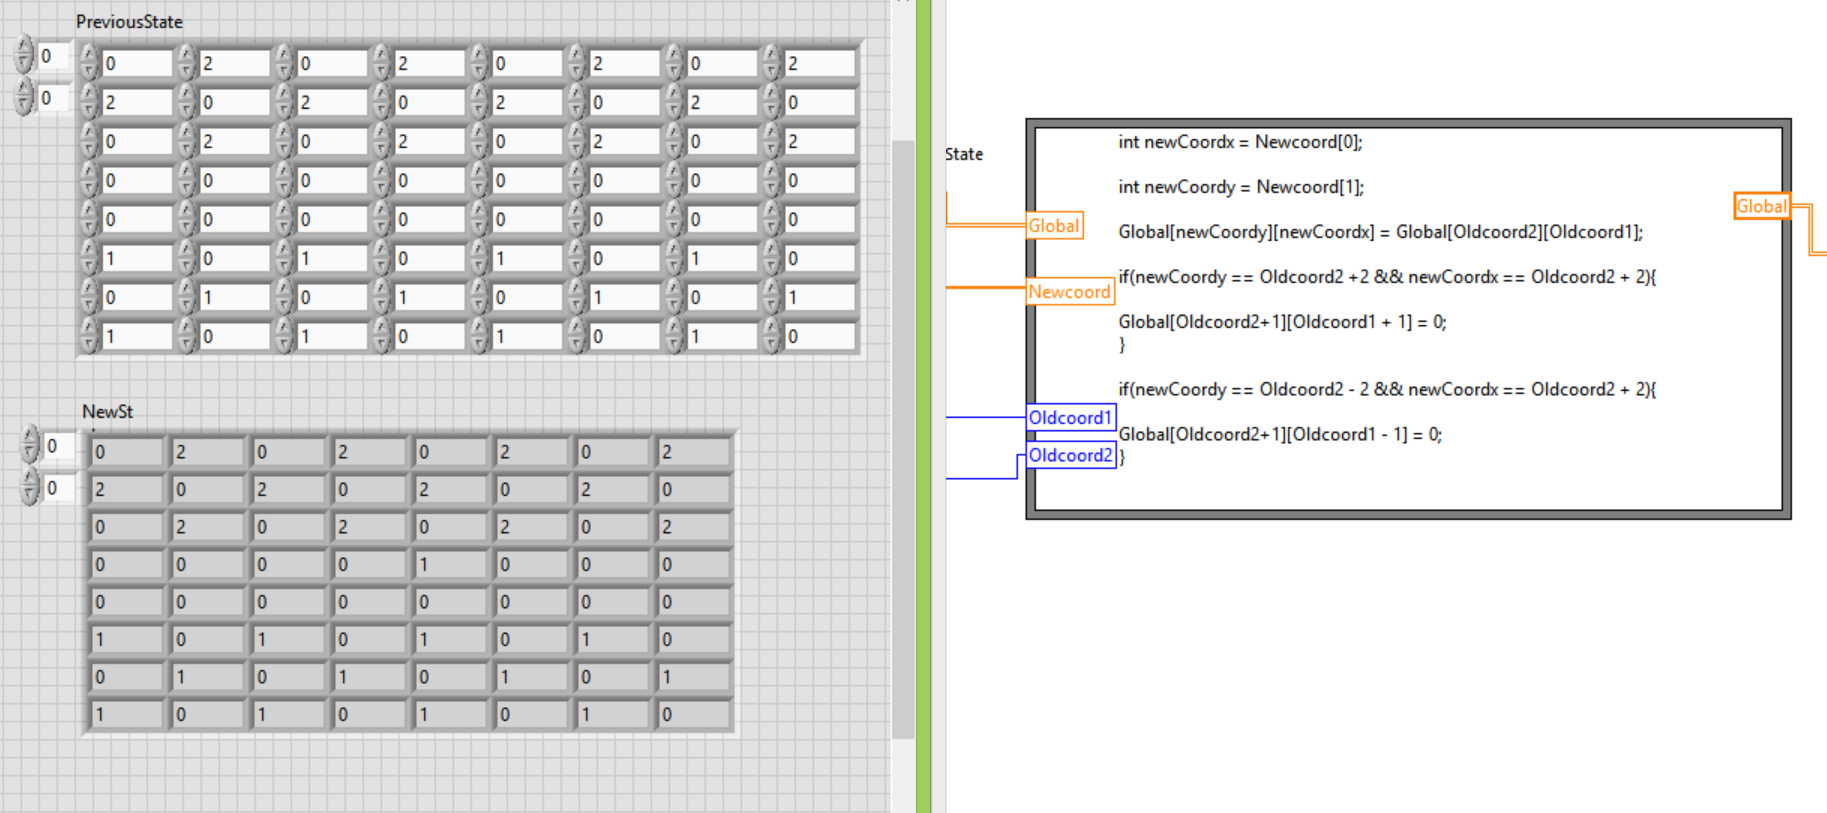 PreviousState
0
0
0 2 0 2 0 2 0 2
2 0 2 0 2 0 2 0
0 2 0 2 0 2 0 2
0 0 0 0 0 0 0 0
0 0 0 0 0 0 0 0
1 0 1 0 1 0 1 0
0 1 0 1 0 1 0 1
1 0 1 0 1 0 1 0
NewSt
0
0
0 2 0 2 0 2 0 2
2 0 2 0 2 0 2 0
0 2 0 2 0 2 0 2
0 0 0 0 1 0 0 0
0 0 0 0 0 0 0 0
1 0 1 0 1 0 1 0
0 1 0 1 0 1 0 1
1 0 1 0 1 0 1 0
State
Global
Newcoord
Oldcoord1
Oldcoord2
int newCoordx = Newcoord[0];
int newCoordy = Newcoord[1];
Global[newCoordy][newCoordx] = Global[Oldcoord2][Oldcoord1];
if(newCoordy == Oldcoord2 +2 && newCoordx == Oldcoord2 + 2){
Global[Oldcoord2+1][Oldcoord1 + 1] = 0;
}
if(newCoordy == Oldcoord2 - 2 && newCoordx == Oldcoord2 + 2){
Global[Oldcoord2+1][Oldcoord1 - 1] = 0;
}
Global